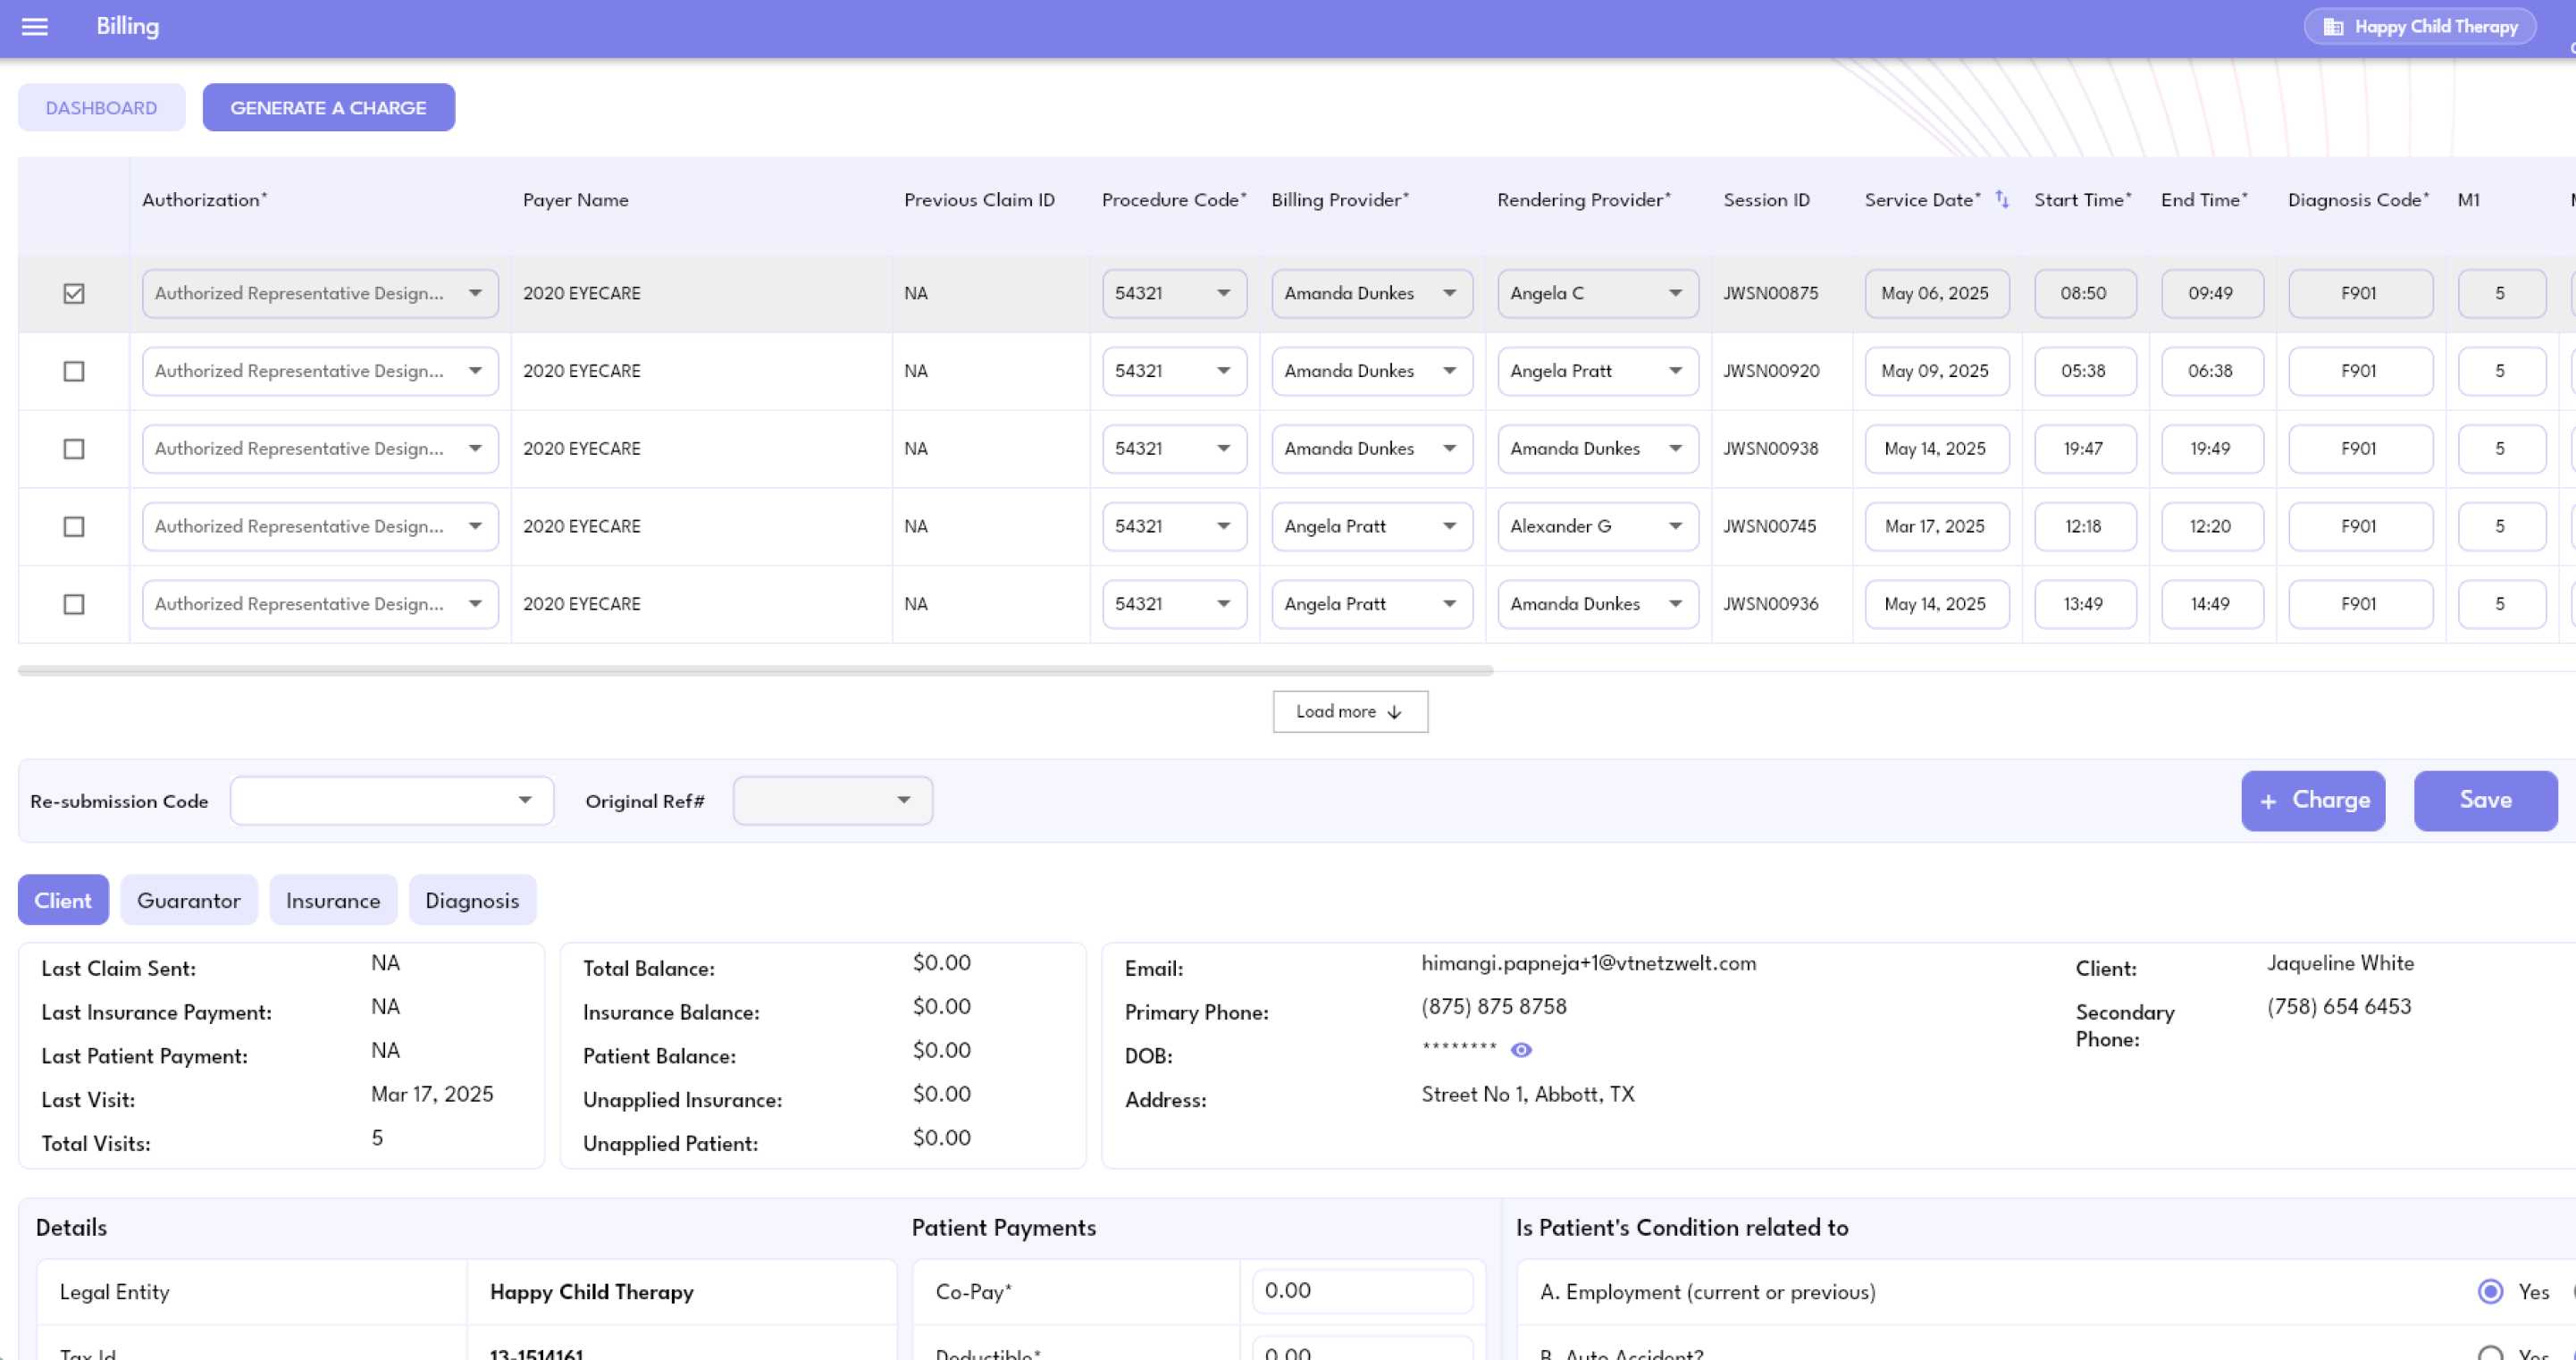 Billing
Happy Child Therapy
DASHBOARD
GENERATE A CHARGE
Authorization* Payer Name Previous Claim ID Procedure Code* Billing Provider* Rendering Provider* Session ID Service Date* Start Time* End Time* Diagnosis Code* M1
Authorized Representative Design... 2020 EYECARE NA 54321 Amanda Dunkes Angela C JWSN00875 May 06, 2025 08:50 09:49 F901 5
Authorized Representative Design... 2020 EYECARE NA 54321 Amanda Dunkes Angela Pratt JWSN00920 May 09, 2025 05:38 06:38 F901 5
Authorized Representative Design... 2020 EYECARE NA 54321 Amanda Dunkes Amanda Dunkes JWSN00938 May 14, 2025 19:47 19:49 F901 5
Authorized Representative Design... 2020 EYECARE NA 54321 Angela Pratt Alexander G JWSN00745 Mar 17, 2025 12:18 12:20 F901 5
Authorized Representative Design... 2020 EYECARE NA 54321 Angela Pratt Amanda Dunkes JWSN00936 May 14, 2025 13:49 14:49 F901 5
Load more
Re-submission Code Original Ref# + Charge Save
Client Guarantor Insurance Diagnosis
Last Claim Sent: NA
Last Insurance Payment: NA
Last Patient Payment: NA
Last Visit: Mar 17, 2025
Total Visits: 5
Total Balance: $0.00
Insurance Balance: $0.00
Patient Balance: $0.00
Unapplied Insurance: $0.00
Unapplied Patient: $0.00
Email: himangi.papneja+1@vtnetzwelt.com
Primary Phone: (875) 875 8758
DOB: ********
Address: Street No 1, Abbott, TX
Client: Jaqueline White
Secondary Phone: (758) 654 6453
Details
Legal Entity Happy Child Therapy
Tax Id 13-1514161
Patient Payments
Co-Pay* 0.00
Deductible* 0.00
Is Patient's Condition related to
A. Employment (current or previous) Yes
B. Auto Accident? Yes